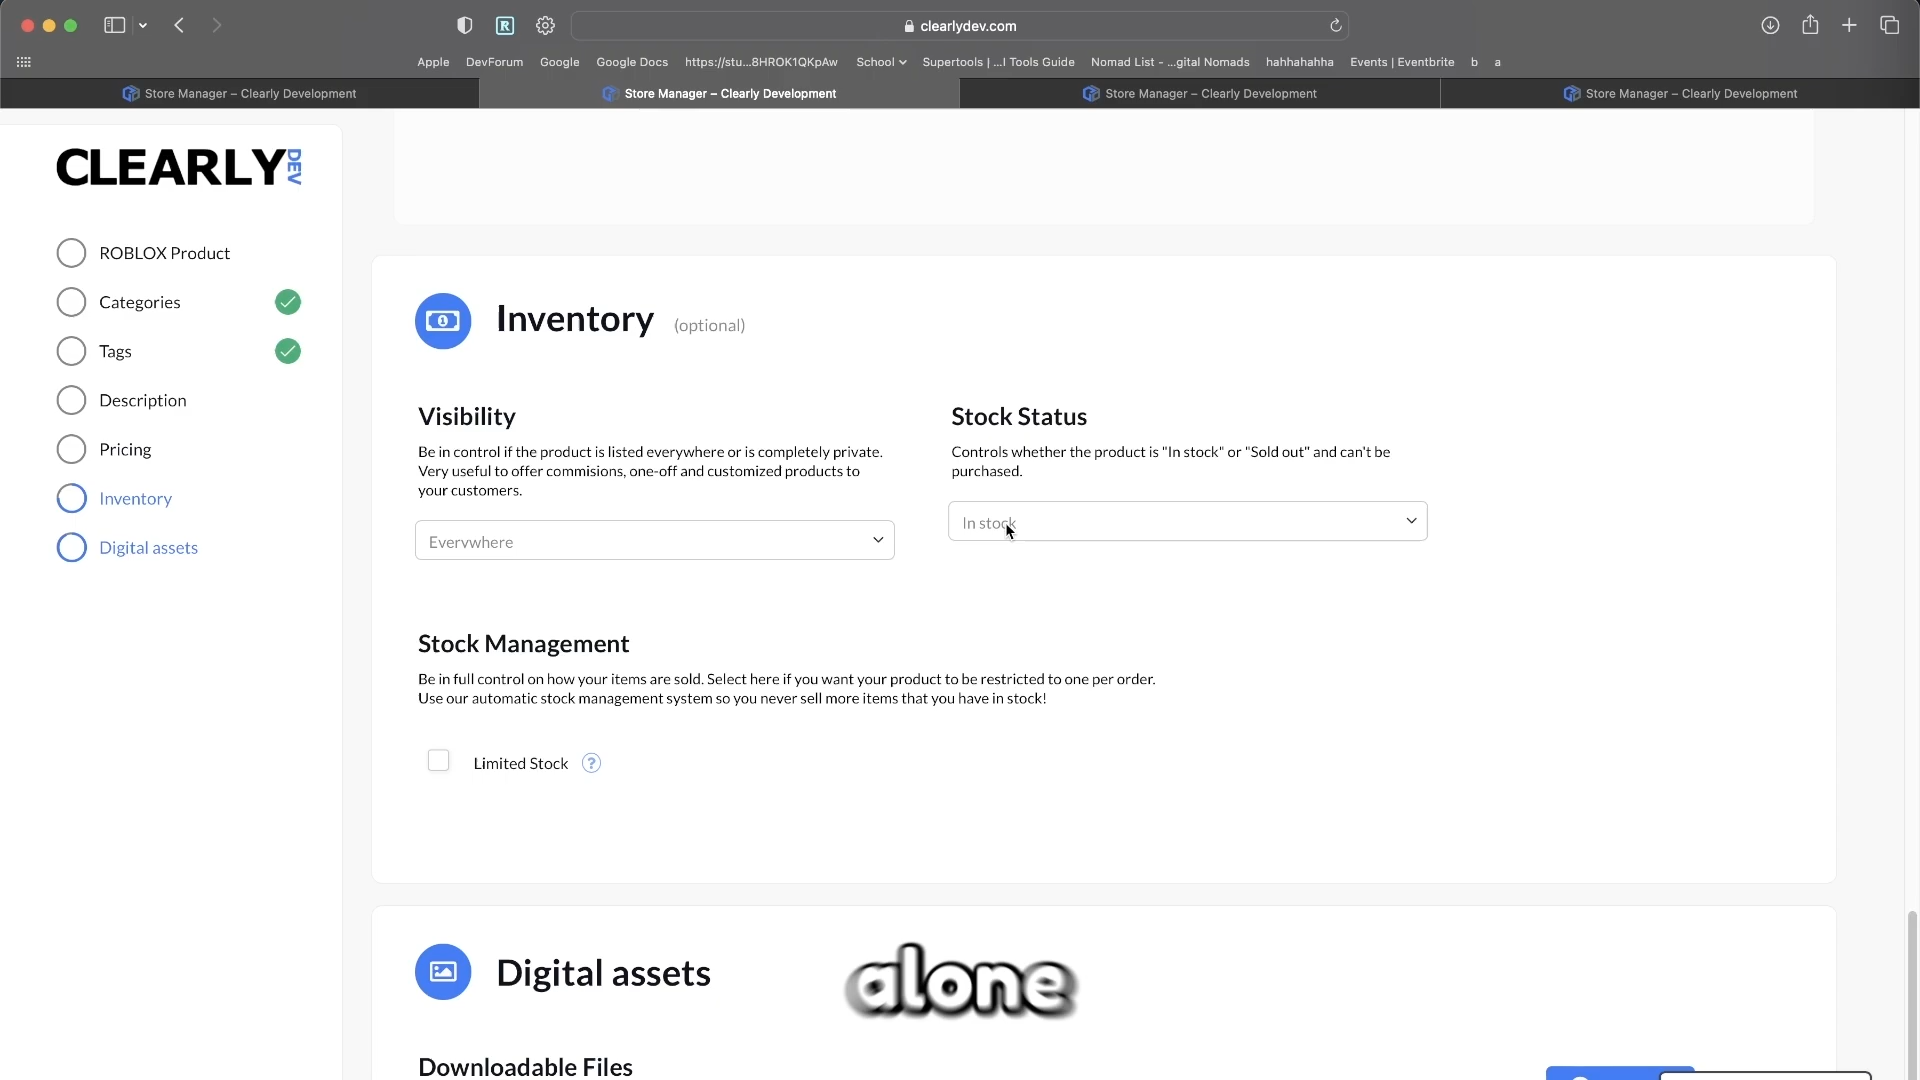 clearlydev.com
Apple DevForum Google Google Docs https://stu...8HROK1QKpAw School Supertools | ...I Tools Guide Nomad List - ...gital Nomads hahhahahha Events | Eventbrite b a
Store Manager – Clearly Development Store Manager – Clearly Development Store Manager – Clearly Development Store Manager – Clearly Development
CLEARLY DEV
ROBLOX Product
Categories
Tags
Description
Pricing
Inventory
Digital assets
Inventory (optional)
Visibility
Be in control if the product is listed everywhere or is completely private.
Very useful to offer commisions, one-off and customized products to
your customers.
Everywhere
Stock Status
Controls whether the product is "In stock" or "Sold out" and can't be
purchased.
In stock
Stock Management
Be in full control on how your items are sold. Select here if you want your product to be restricted to one per order.
Use our automatic stock management system so you never sell more items that you have in stock!
Limited Stock ?
Digital assets
alone
Downloadable Files